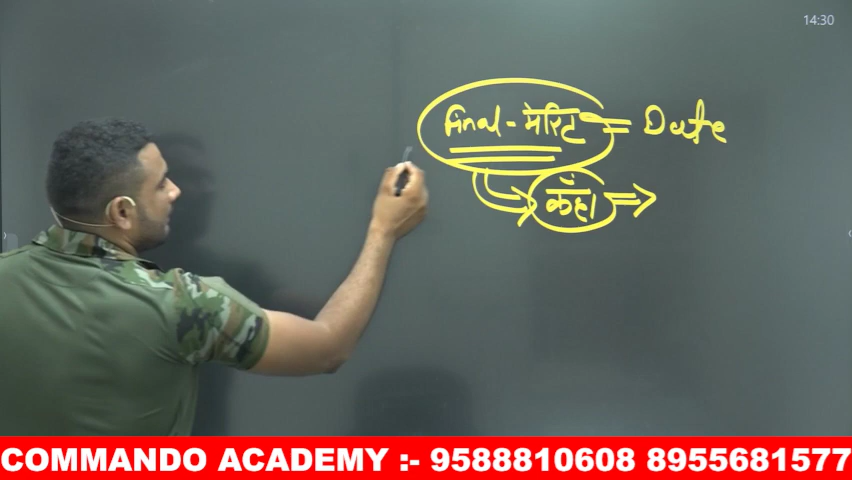 14:30
Final - मेरिट = Date
कहाँ ⇒
COMMANDO ACADEMY :- 9588810608 8955681577